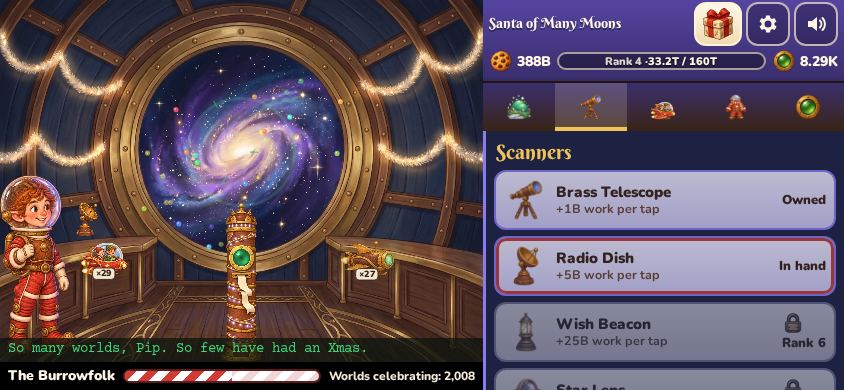 Santa of Many Moons
388B
Rank 4 ·33.2T / 160T
8.29K
Scanners
Brass Telescope
+1B work per tap
Owned
Radio Dish
+5B work per tap
In hand
Wish Beacon
+25B work per tap
Rank 6
Star Lens
×29
×27
So many worlds, Pip. So few have had an Xmas.
The Burrowfolk
Worlds celebrating: 2,008